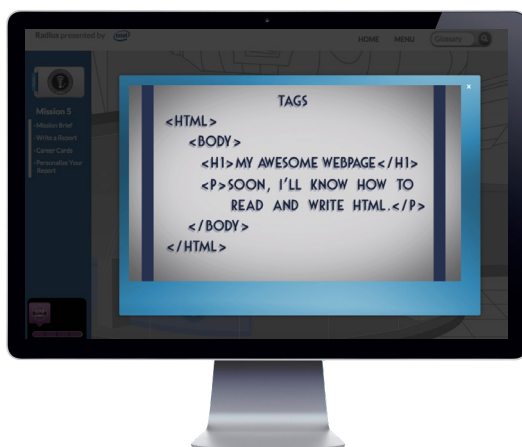 Radius presented by intel
HOME MENU Glossary
Mission 5
-Mission Brief
-Write a Report
-Career Cards
-Personalise Your
Report
x
TAGS
<HTML>
<BODY>
<H1>MY AWESOME WEBPAGE</H1>
<P>SOON, I'LL KNOW HOW TO
READ AND WRITE HTML.</P>
</BODY>
</HTML>